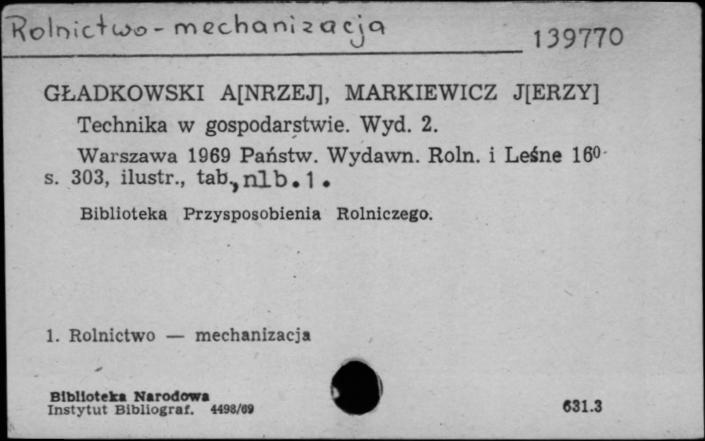 Rolnictwo - mechanizacja
139770
GŁADKOWSKI A[NRZEJ], MARKIEWICZ J[ERZY]
Technika w gospodarstwie. Wyd. 2.
Warszawa 1969 Państw. Wydawn. Roln. i Leśne 16⁰
s. 303, ilustr., tab., nlb. 1.
Biblioteka Przysposobienia Rolniczego.
1. Rolnictwo — mechanizacja
Biblioteka Narodowa
Instytut Bibliograf. 4498/69
631.3